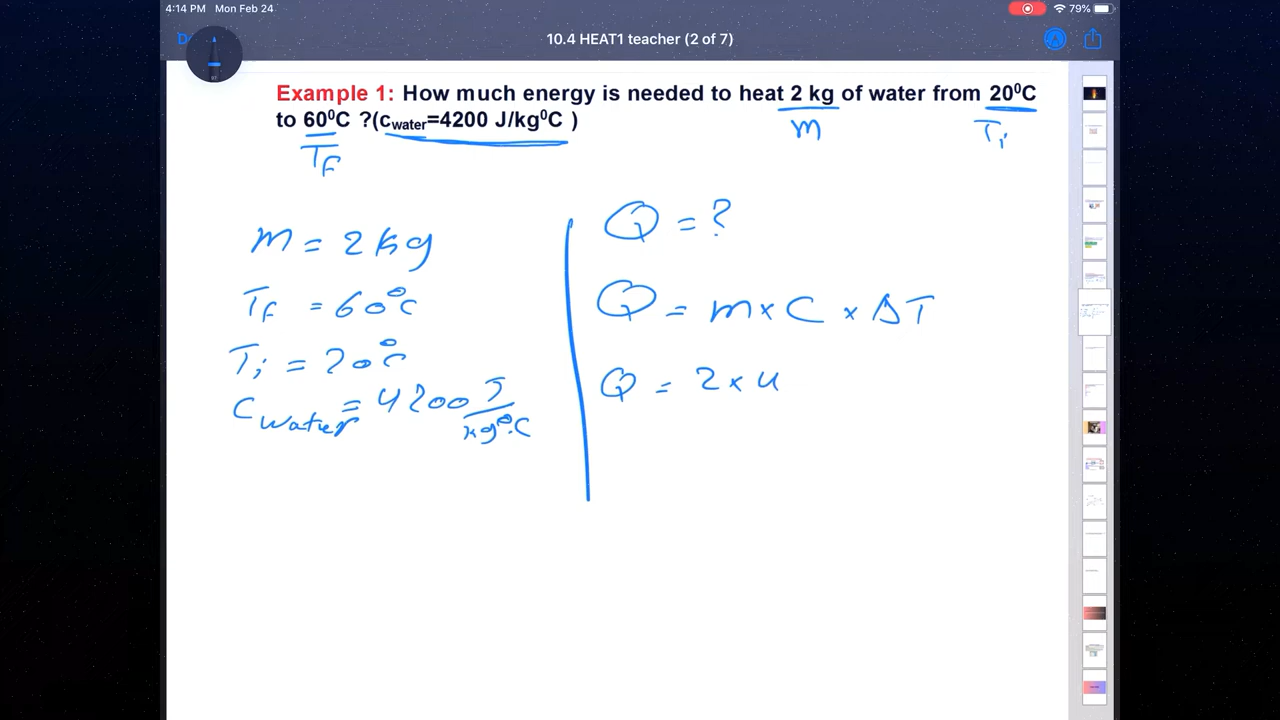 4:14 PM Mon Feb 24
79%
10.4 HEAT1 teacher (2 of 7)
Example 1: How much energy is needed to heat 2 kg of water from 20⁰C
to 60⁰C ?(cwater=4200 J/kg⁰C )
m
Ti
Tf
m = 2 kg
Tf = 60°C
Ti = 20°C
Cwater = 4200 J/kg°.C
Q = ?
Q = m × C × ΔT
Q = 2 × 4